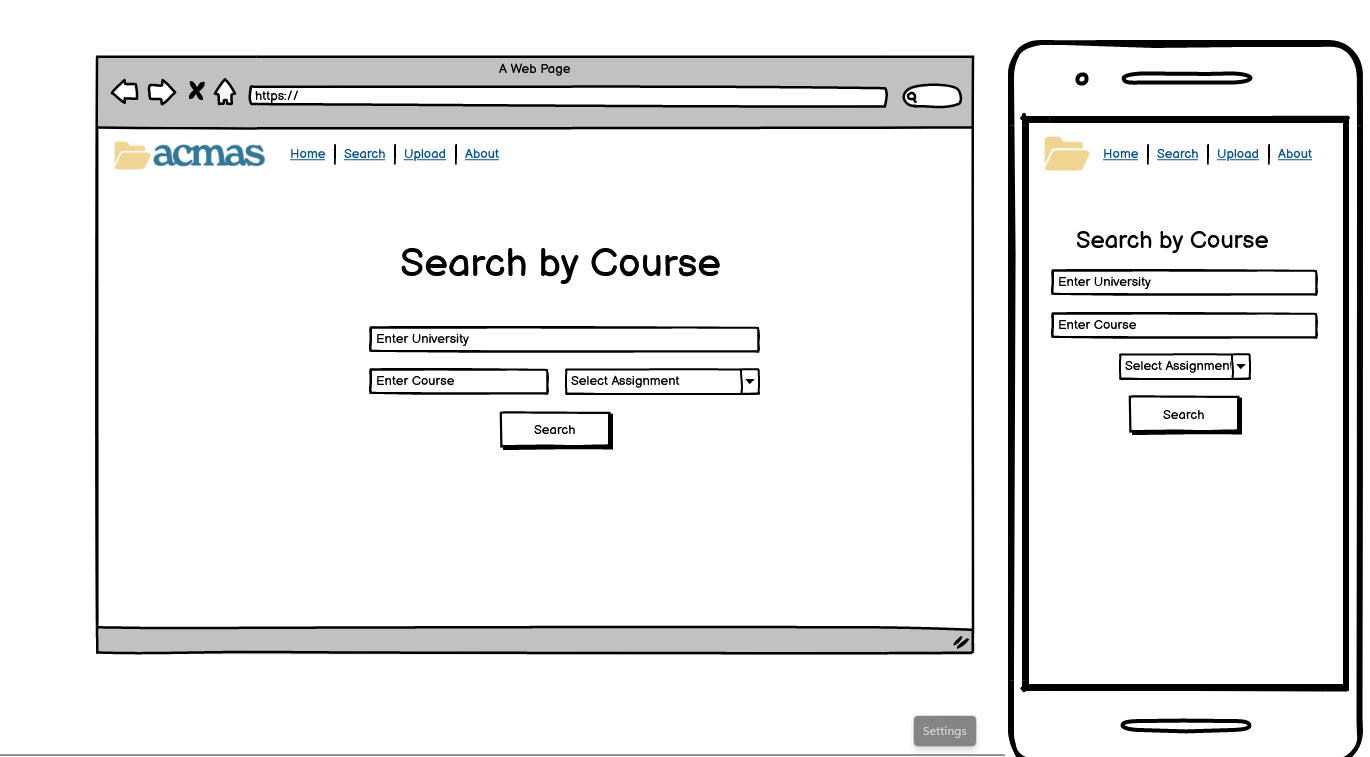 A Web Page
https://
acmas Home Search Upload About
Search by Course
Enter University
Enter Course Select Assignment
Search
Home Search Upload About
Search by Course
Enter University
Enter Course
Select Assignment
Search
Settings